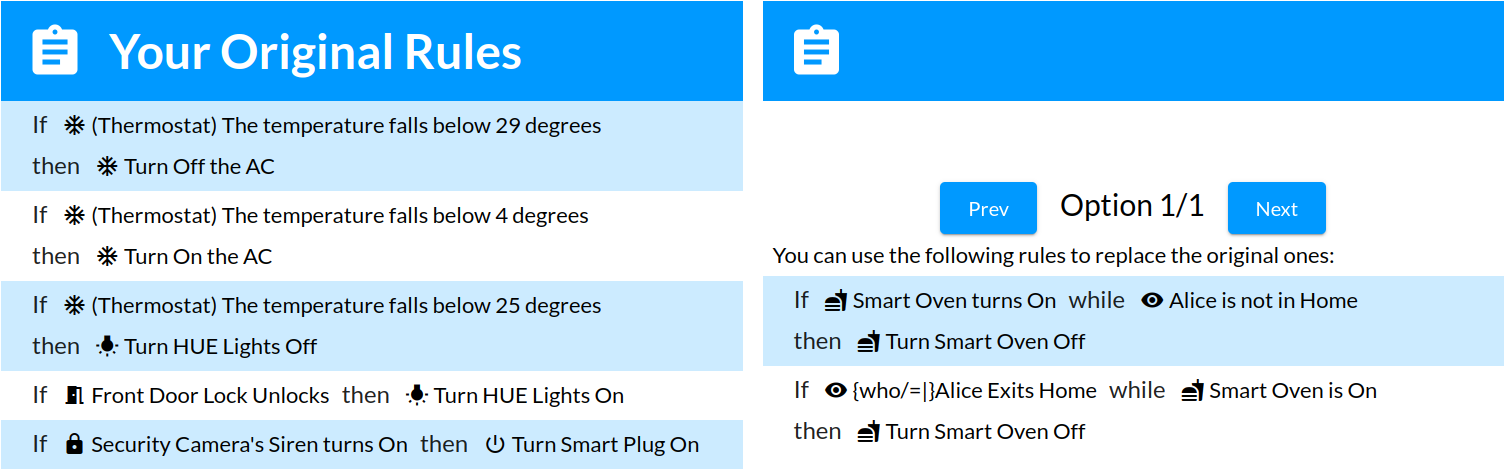 Your Original Rules
If (Thermostat) The temperature falls below 29 degrees
then Turn Off the AC
If (Thermostat) The temperature falls below 4 degrees
then Turn On the AC
If (Thermostat) The temperature falls below 25 degrees
then Turn HUE Lights Off
If Front Door Lock Unlocks then Turn HUE Lights On
If Security Camera's Siren turns On then Turn Smart Plug On
Prev Option 1/1 Next
You can use the following rules to replace the original ones:
If Smart Oven turns On while Alice is not in Home
then Turn Smart Oven Off
If {who/=|}Alice Exits Home while Smart Oven is On
then Turn Smart Oven Off